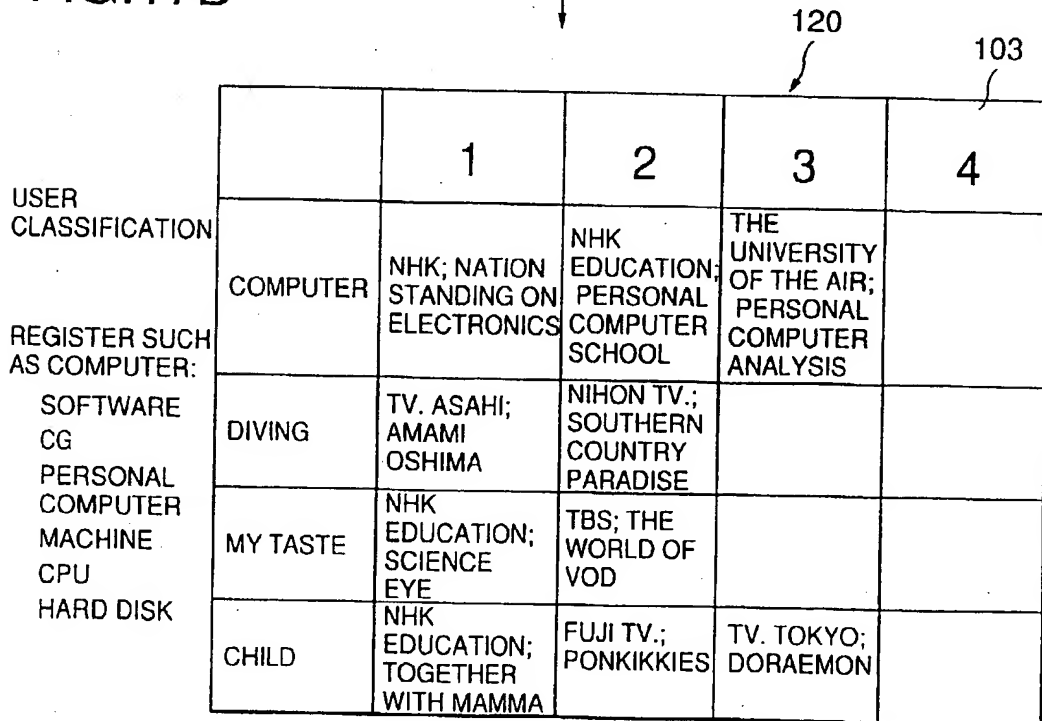 120
103
1 2 3 4
USER
CLASSIFICATION
REGISTER SUCH
AS COMPUTER:
SOFTWARE
CG
PERSONAL
COMPUTER
MACHINE
CPU
HARD DISK
COMPUTER
NHK; NATION
STANDING ON
ELECTRONICS
NHK
EDUCATION;
PERSONAL
COMPUTER
SCHOOL
THE
UNIVERSITY
OF THE AIR;
PERSONAL
COMPUTER
ANALYSIS
DIVING
TV. ASAHI;
AMAMI
OSHIMA
NIHON TV.;
SOUTHERN
COUNTRY
PARADISE
MY TASTE
NHK
EDUCATION;
SCIENCE
EYE
TBS; THE
WORLD OF
VOD
CHILD
NHK
EDUCATION;
TOGETHER
WITH MAMMA
FUJI TV.;
PONKIKKIES
TV. TOKYO;
DORAEMON